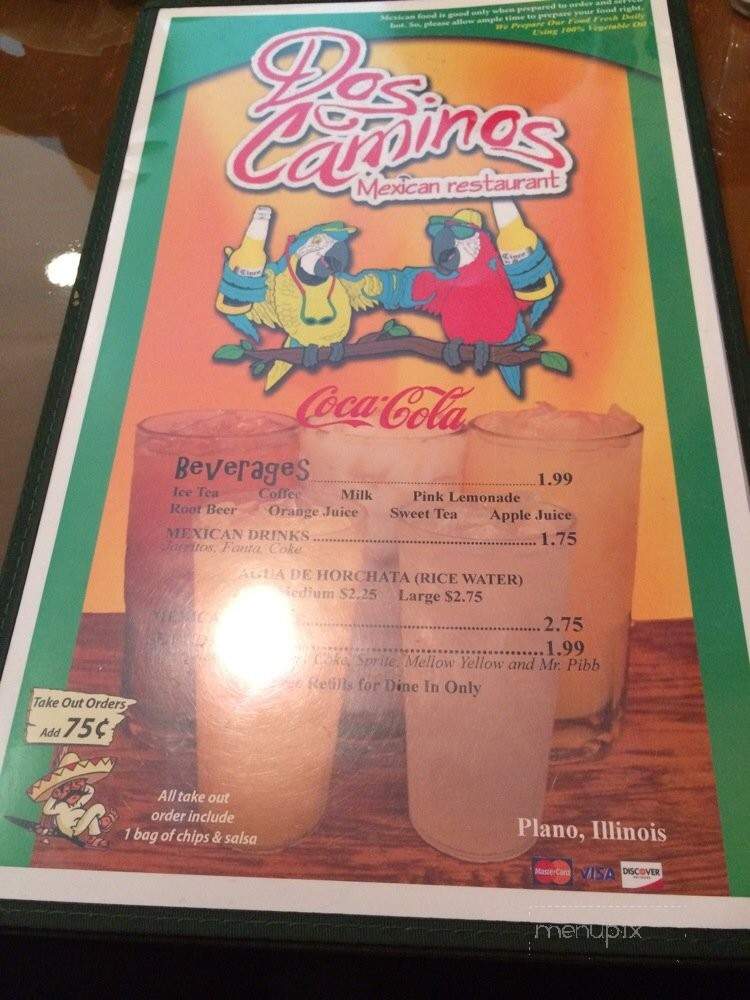 Mexican food is good only when prepared to order and served
hot. So, please allow ample time to prepare your food right.
We Prepare Our Food Fresh Daily
Using 100% Vegetable Oil
Dos
Caminos
Mexican restaurant
Coca-Cola
Beverages 1.99
Ice Tea Coffee Milk Pink Lemonade
Root Beer Orange Juice Sweet Tea Apple Juice
MEXICAN DRINKS 1.75
Jarritos, Fanta, Coke
AGUA DE HORCHATA (RICE WATER)
Medium $2.25 Large $2.75
2.75
1.99
Coke, Sprite, Mellow Yellow and Mr. Pibb
Refills for Dine In Only
Take Out Orders
Add 75¢
All take out
order include
1 bag of chips & salsa
Plano, Illinois
MasterCard VISA DISCOVER
menupix